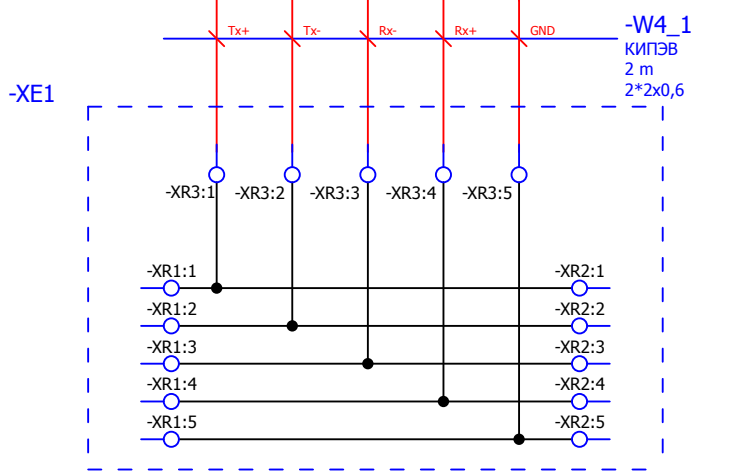 Tx+ Tx- Rx- Rx+ GND
-W4_1
КИПЭВ
2 m
2*2x0,6
-XE1
-XR3:1 -XR3:2 -XR3:3 -XR3:4 -XR3:5
-XR1:1 -XR2:1
-XR1:2 -XR2:2
-XR1:3 -XR2:3
-XR1:4 -XR2:4
-XR1:5 -XR2:5